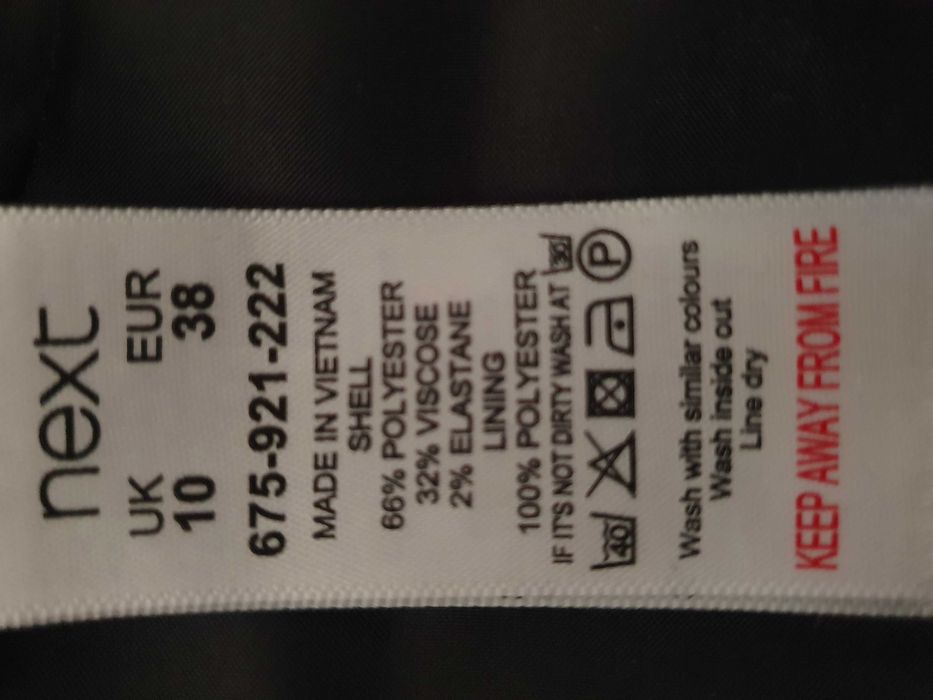 next
UK EUR
10 38
675-921-222
MADE IN VIETNAM
SHELL
66% POLYESTER
32% VISCOSE
2% ELASTANE
LINING
100% POLYESTER
IF IT'S NOT DIRTY WASH AT 30
40 P
Wash with similar colours
Wash inside out
Line dry
KEEP AWAY FROM FIRE